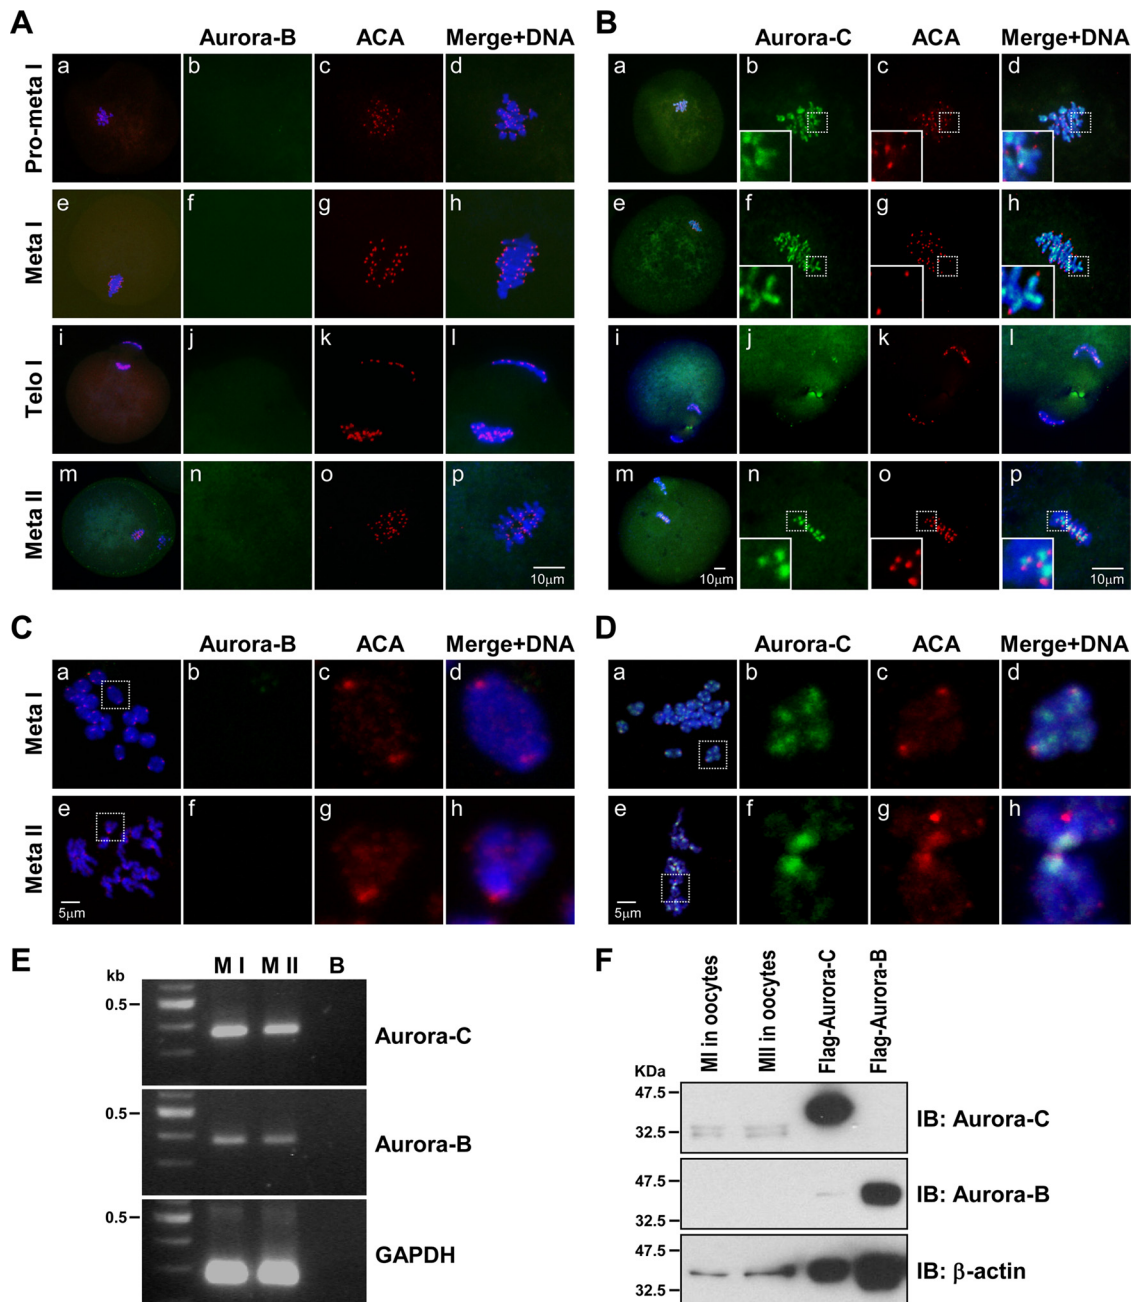 A
Aurora-B ACA Merge+DNA
Pro-meta I
a b c d
Meta I
e f g h
Telo I
i j k l
Meta II
m n o p
10μm
B
Aurora-C ACA Merge+DNA
a b c d
e f g h
i j k l
m n o p
10μm 10μm
C
Aurora-B ACA Merge+DNA
Meta I
a b c d
Meta II
e f g h
5μm
D
Aurora-C ACA Merge+DNA
a b c d
e f g h
5μm
E
kb M I M II B
0.5
Aurora-C
0.5
Aurora-B
0.5
GAPDH
F
MI in oocytes
MII in oocytes
Flag-Aurora-C
Flag-Aurora-B
KDa
47.5
32.5
IB: Aurora-C
47.5
32.5
IB: Aurora-B
47.5
32.5
IB: β-actin